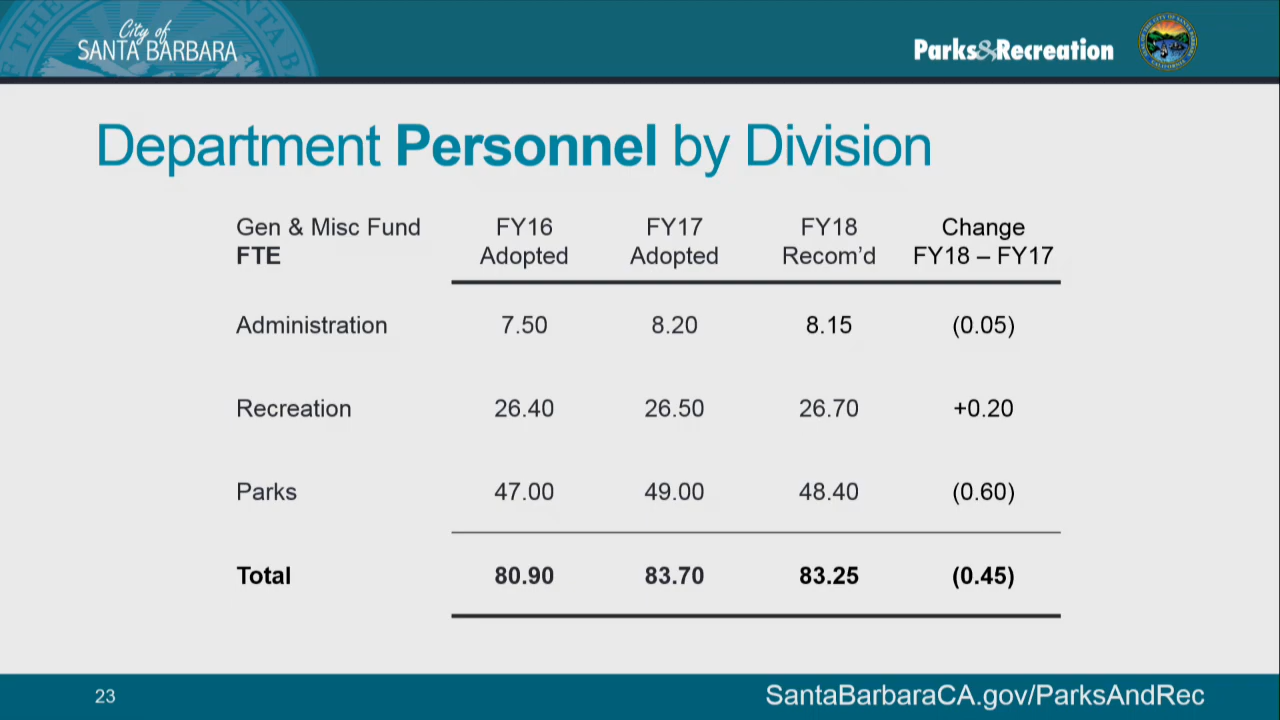 City of
SANTA BARBARA
Parks&Recreation
Department Personnel by Division
Gen & Misc Fund FTE FY16 Adopted FY17 Adopted FY18 Recom’d Change FY18 – FY17
Administration 7.50 8.20 8.15 (0.05)
Recreation 26.40 26.50 26.70 +0.20
Parks 47.00 49.00 48.40 (0.60)
Total 80.90 83.70 83.25 (0.45)
23
SantaBarbaraCA.gov/ParksAndRec